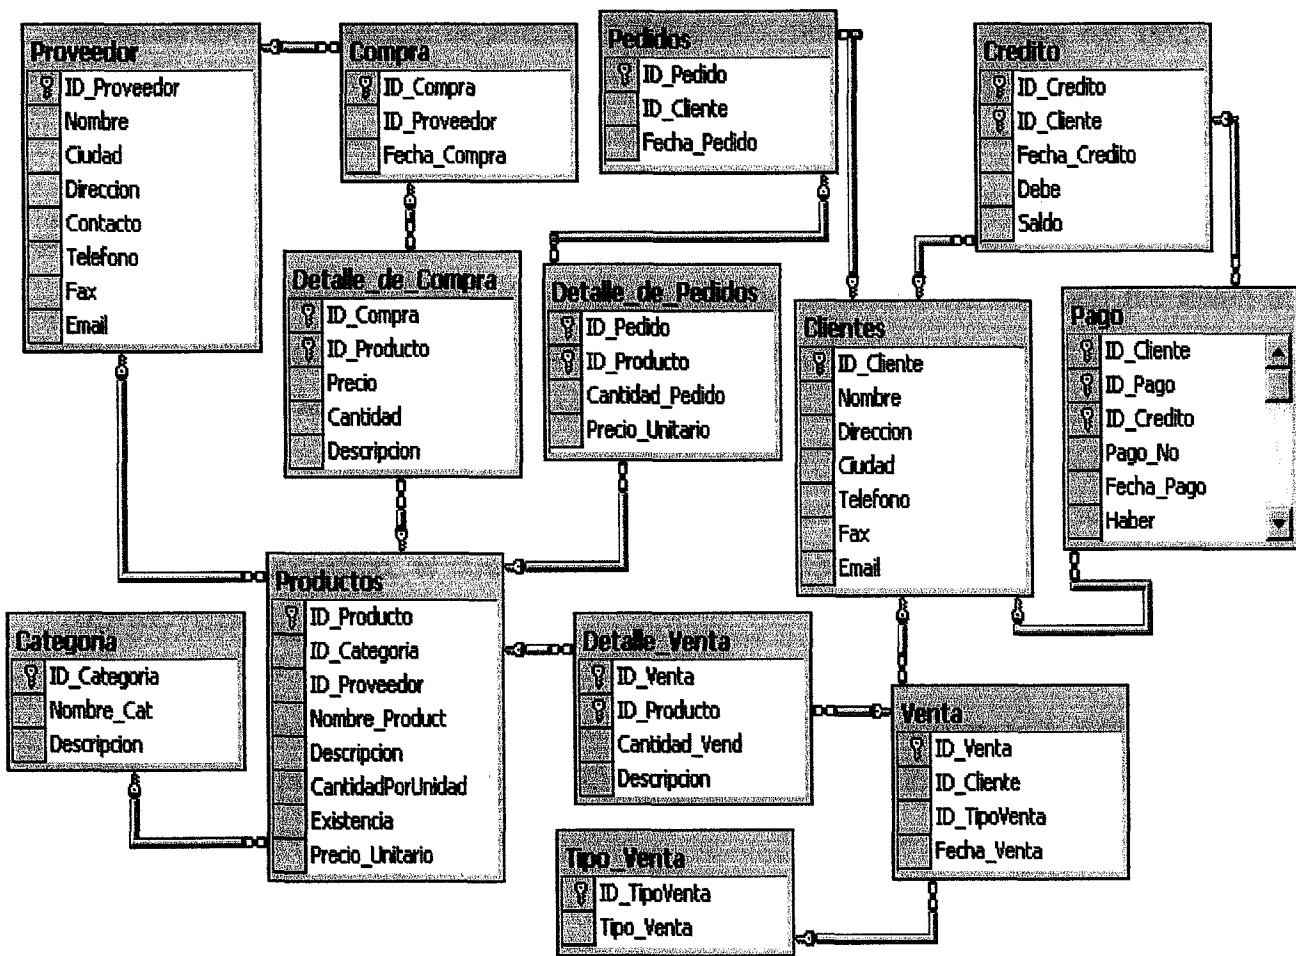 Proveedor
ID_Proveedor
Nombre
Ciudad
Direccion
Contacto
Telefono
Fax
Email
Compra
ID_Compra
ID_Proveedor
Fecha_Compra
Pedidos
ID_Pedido
ID_Cliente
Fecha_Pedido
Credito
ID_Credito
ID_Cliente
Fecha_Credito
Debe
Saldo
Detalle_de_Compra
ID_Compra
ID_Producto
Precio
Cantidad
Descripcion
Detalle_de_Pedidos
ID_Pedido
ID_Producto
Cantidad_Pedido
Precio_Unitario
Clientes
ID_Cliente
Nombre
Direccion
Ciudad
Telefono
Fax
Email
Pago
ID_Cliente
ID_Pago
ID_Credito
Pago_No
Fecha_Pago
Haber
Categoria
ID_Categoria
Nombre_Cat
Descripcion
Productos
ID_Producto
ID_Categoria
ID_Proveedor
Nombre_Product
Descripcion
CantidadPorUnidad
Existencia
Precio_Unitario
Detalle_Venta
ID_Venta
ID_Producto
Cantidad_Vend
Descripcion
Venta
ID_Venta
ID_Cliente
ID_TipoVenta
Fecha_Venta
Tipo_Venta
ID_TipoVenta
Tipo_Venta